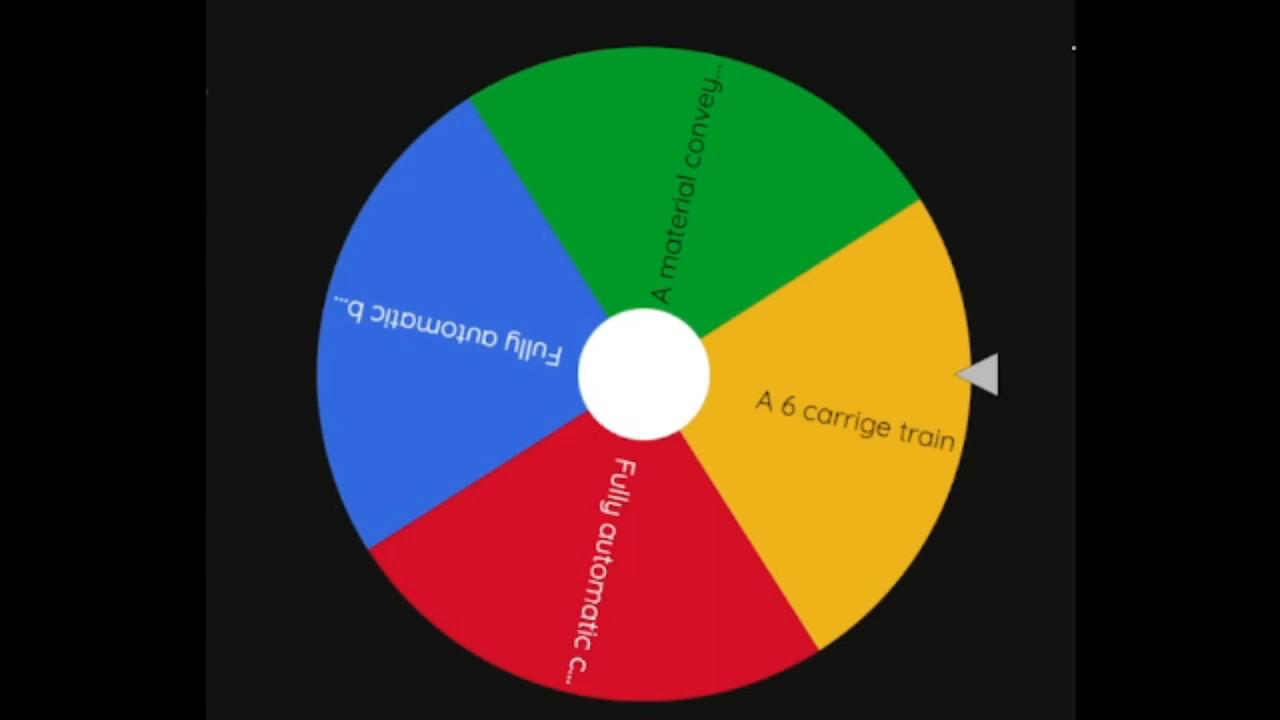 A material convey...
A 6 carrige train
Fully automatic c...
Fully automatic b...